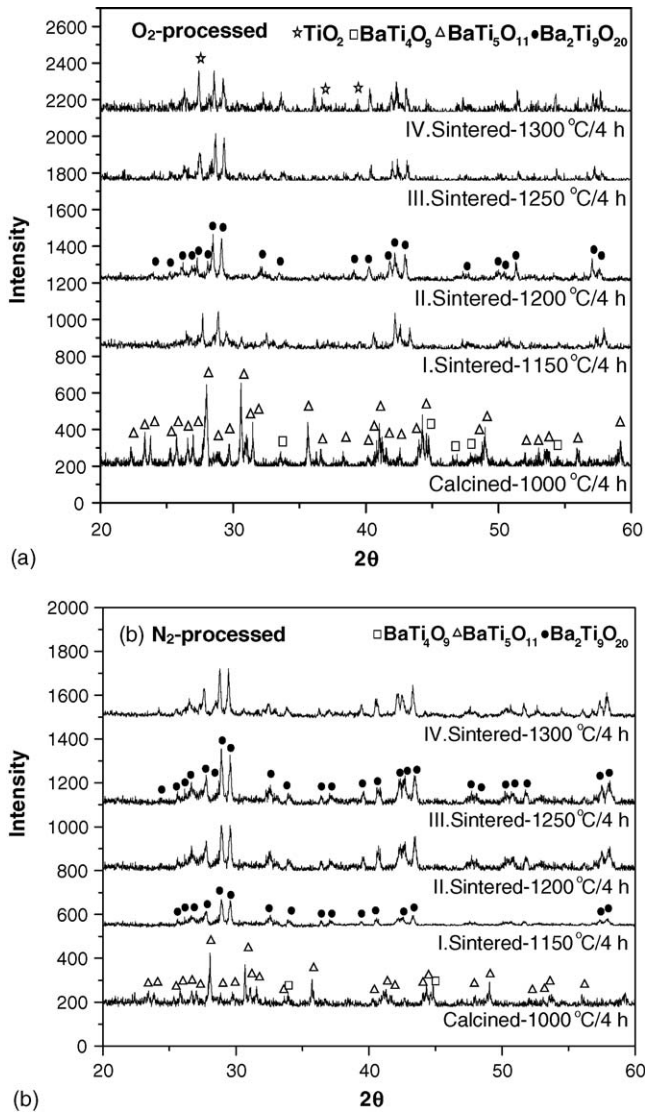 O₂-processed ☆TiO₂ □BaTi₄O₉ △BaTi₅O₁₁ ●Ba₂Ti₉O₂₀
2600
2400
2200
2000
1800
1600
1400
1200
1000
800
600
400
200
0
Intensity
IV.Sintered-1300 °C/4 h
III.Sintered-1250 °C/4 h
II.Sintered-1200 °C/4 h
I.Sintered-1150 °C/4 h
Calcined-1000 °C/4 h
20 30 40 50 60
2θ
(a)
(b) N₂-processed □BaTi₄O₉ △BaTi₅O₁₁ ●Ba₂Ti₉O₂₀
2000
1800
1600
1400
1200
1000
800
600
400
200
0
Intensity
IV.Sintered-1300 °C/4 h
III.Sintered-1250 °C/4 h
II.Sintered-1200 °C/4 h
I.Sintered-1150 °C/4 h
Calcined-1000 °C/4 h
20 30 40 50 60
2θ
(b)